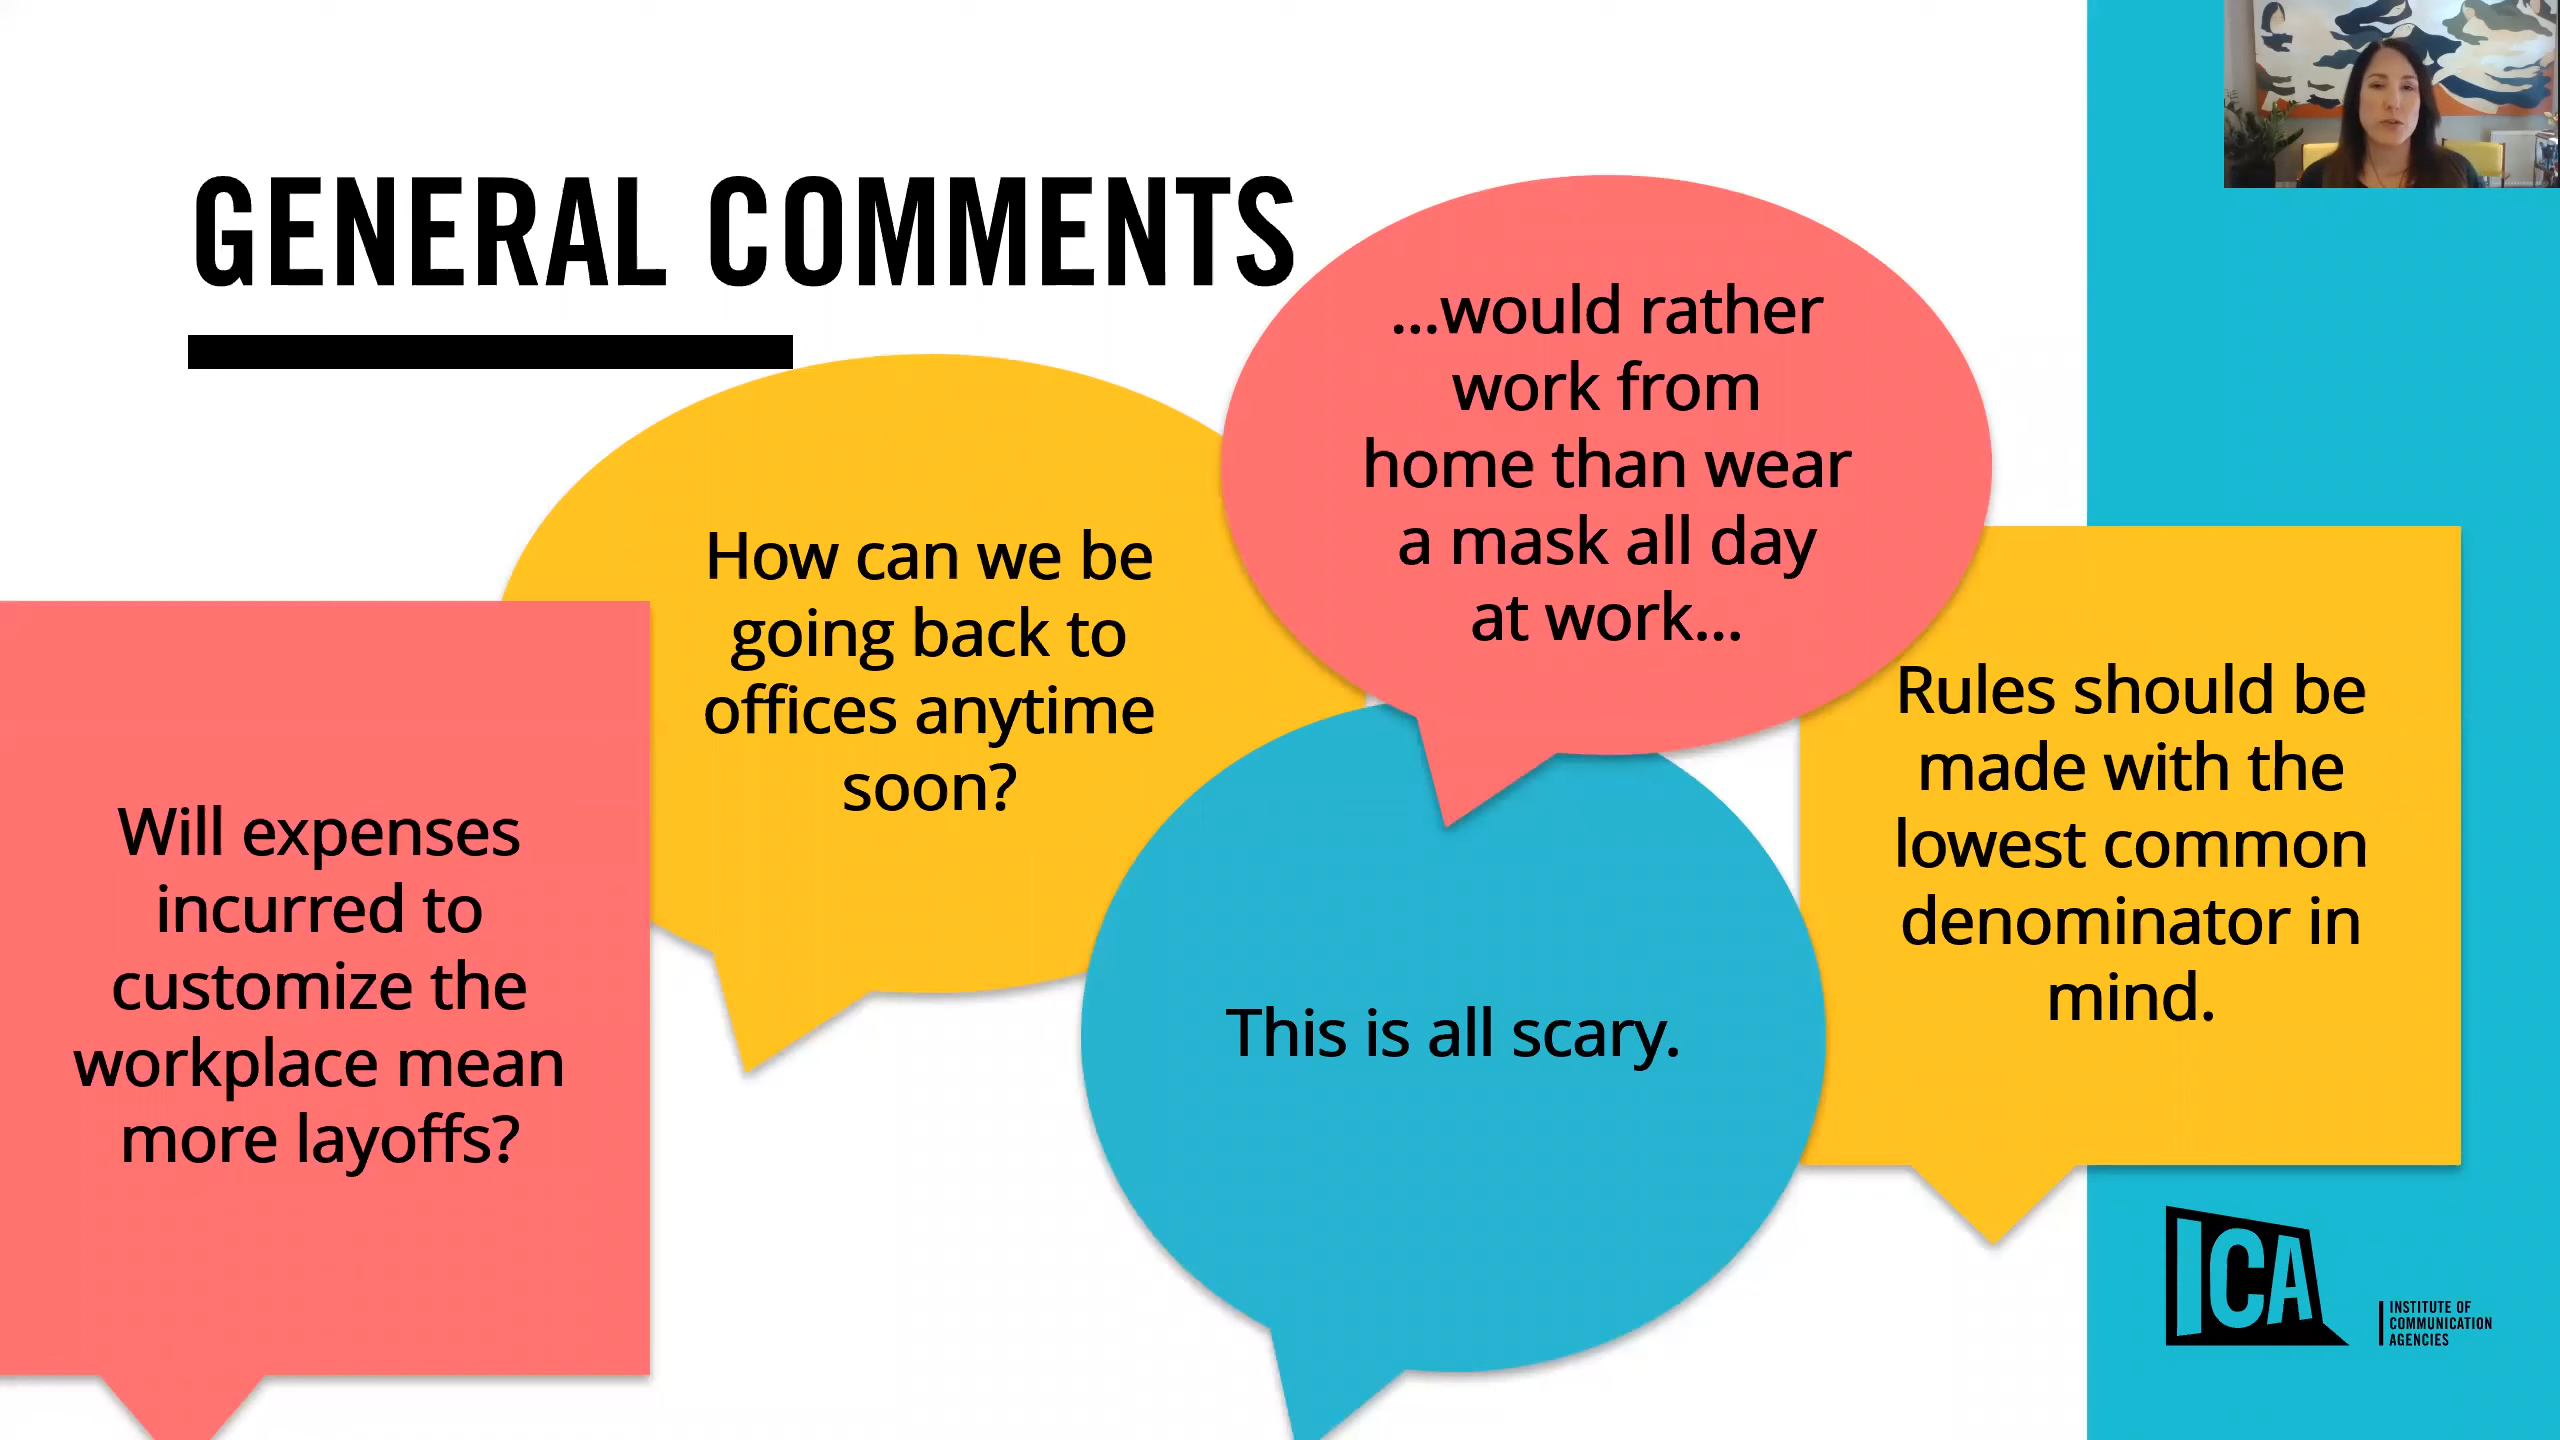 GENERAL COMMENTS
...would rather
work from
home than wear
a mask all day
at work...
How can we be
going back to
offices anytime
soon?
Rules should be
made with the
lowest common
denominator in
mind.
Will expenses
incurred to
customize the
workplace mean
more layoffs?
This is all scary.
ICA
INSTITUTE OF
COMMUNICATION
AGENCIES